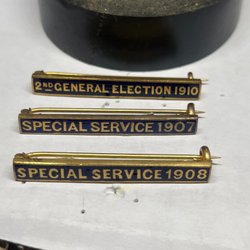 2ND GENERAL ELECTION 1910
SPECIAL SERVICE 1907
SPECIAL SERVICE 1908